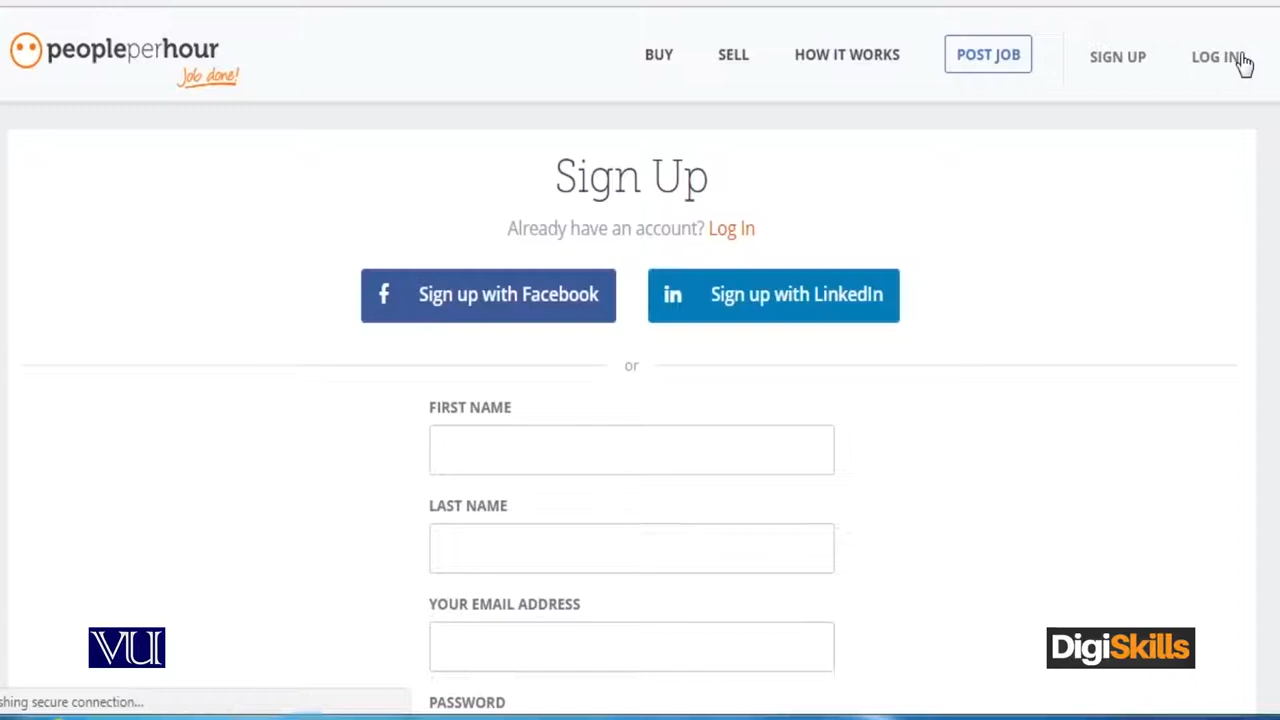 peopleperhour
Job done!
BUY SELL HOW IT WORKS POST JOB SIGN UP LOG IN
Sign Up
Already have an account? Log In
f Sign up with Facebook in Sign up with LinkedIn
or
FIRST NAME
LAST NAME
YOUR EMAIL ADDRESS
VU DigiSkills
shing secure connection...
PASSWORD